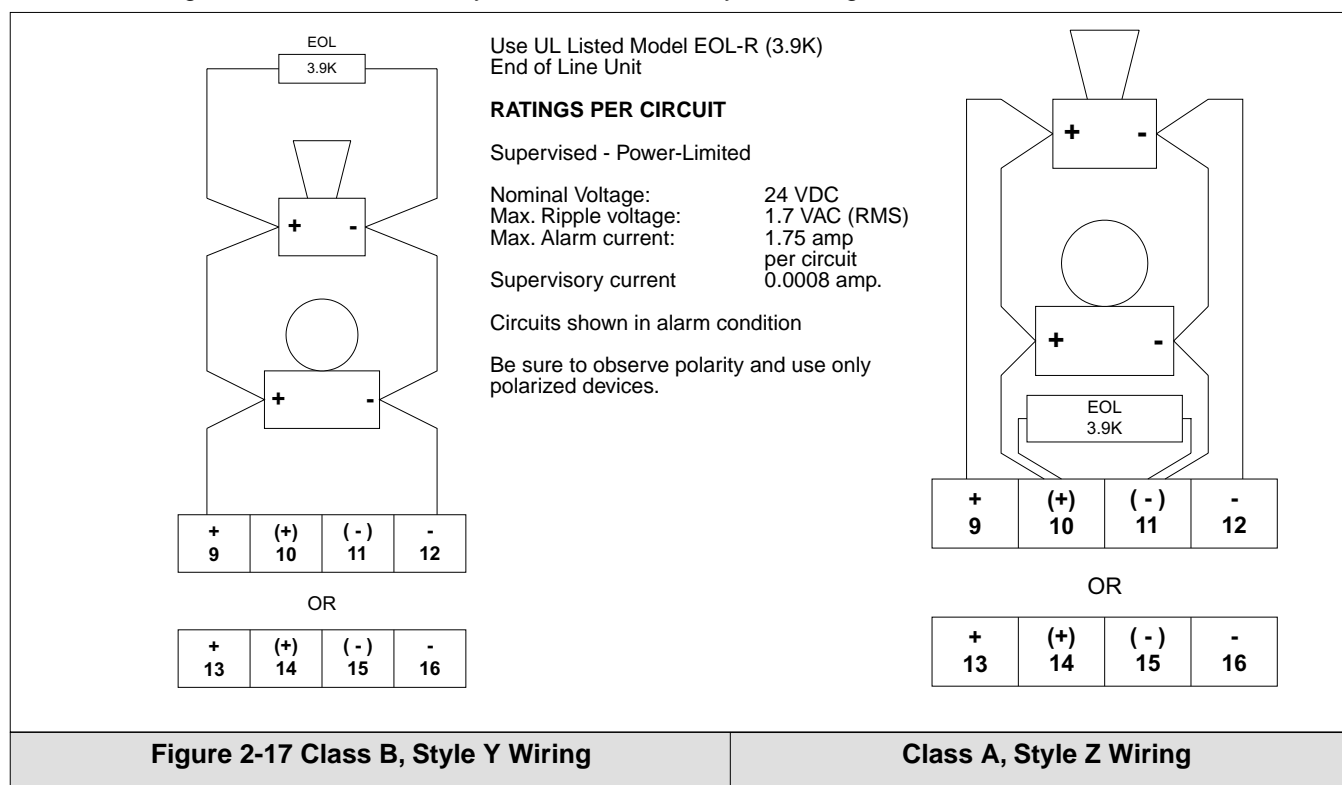 EOL
3.9K
+ -
+ -
+ (+) ( - ) -
9 10 11 12
OR
+ (+) ( - ) -
13 14 15 16
Use UL Listed Model EOL-R (3.9K)
End of Line Unit
RATINGS PER CIRCUIT
Supervised - Power-Limited
Nominal Voltage: 24 VDC
Max. Ripple voltage: 1.7 VAC (RMS)
Max. Alarm current: 1.75 amp
per circuit
Supervisory current 0.0008 amp.
Circuits shown in alarm condition
Be sure to observe polarity and use only
polarized devices.
+ -
+ -
EOL
3.9K
+ (+) ( - ) -
9 10 11 12
OR
+ (+) ( - ) -
13 14 15 16
Figure 2-17 Class B, Style Y Wiring
Class A, Style Z Wiring